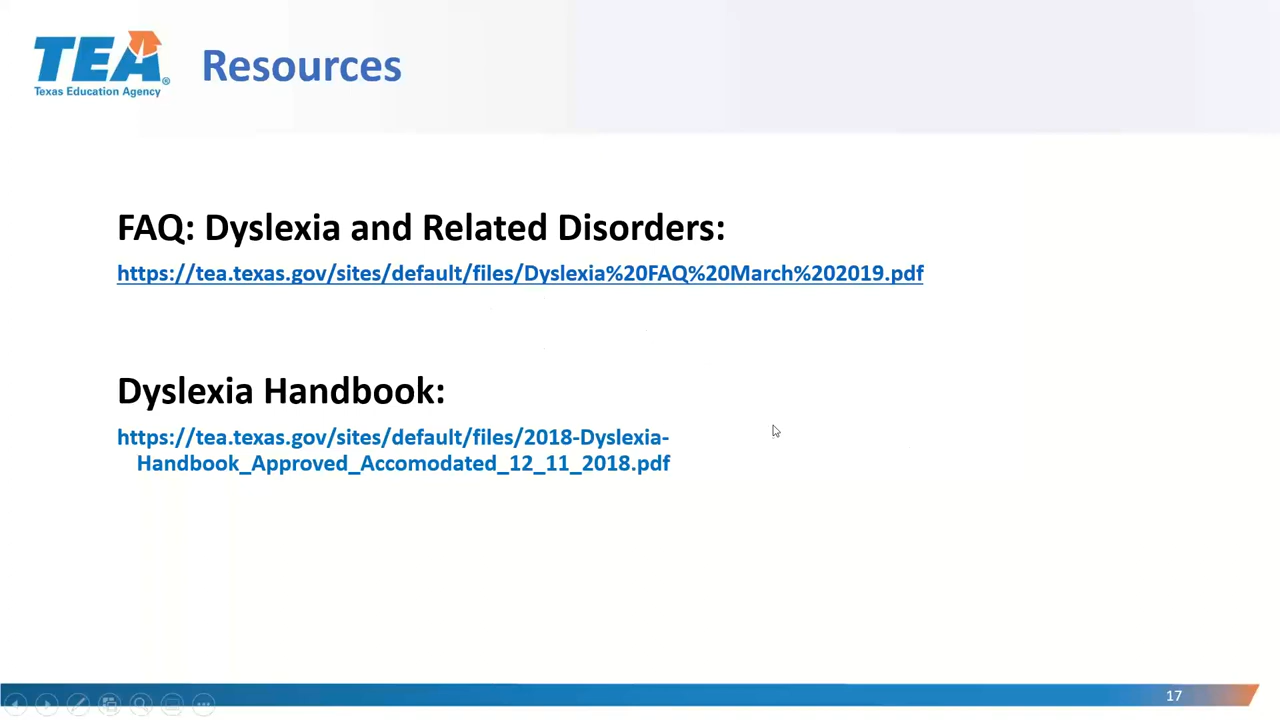 TEA®
Texas Education Agency
Resources
FAQ: Dyslexia and Related Disorders:
https://tea.texas.gov/sites/default/files/Dyslexia%20FAQ%20March%202019.pdf
Dyslexia Handbook:
https://tea.texas.gov/sites/default/files/2018-Dyslexia-
Handbook_Approved_Accomodated_12_11_2018.pdf
17